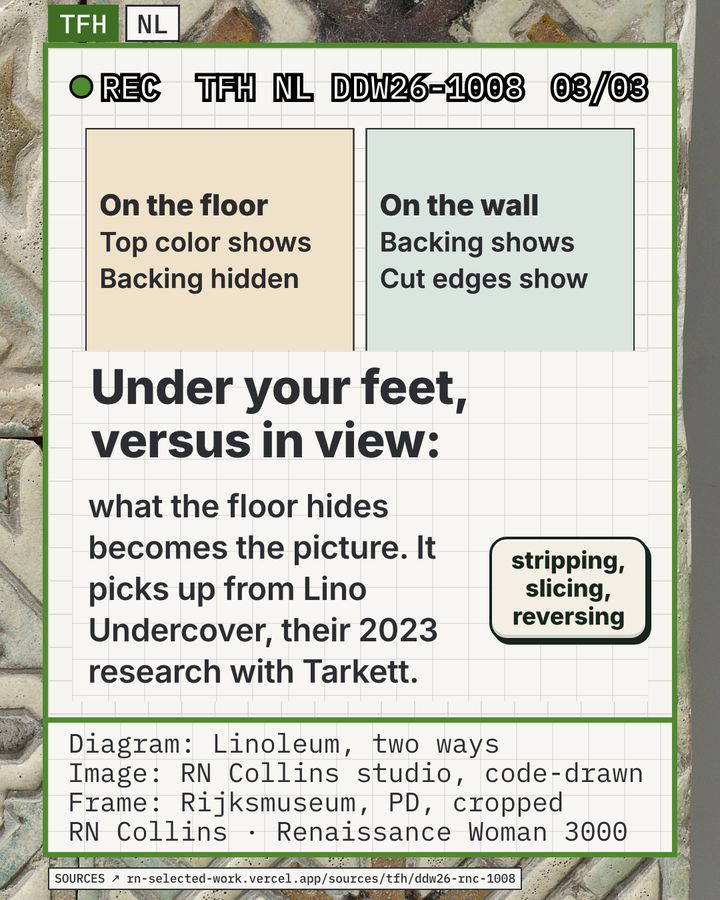 TFH NL
REC TFH NL DDW26-1008 03/03
On the floor
Top color shows
Backing hidden
On the wall
Backing shows
Cut edges show
Under your feet,
versus in view:
what the floor hides
becomes the picture. It
picks up from Lino
Undercover, their 2023
research with Tarkett.
stripping,
slicing,
reversing
Diagram: Linoleum, two ways
Image: RN Collins studio, code-drawn
Frame: Rijksmuseum, PD, cropped
RN Collins · Renaissance Woman 3000
SOURCES ↗ rn-selected-work.vercel.app/sources/tfh/ddw26-rnc-1008